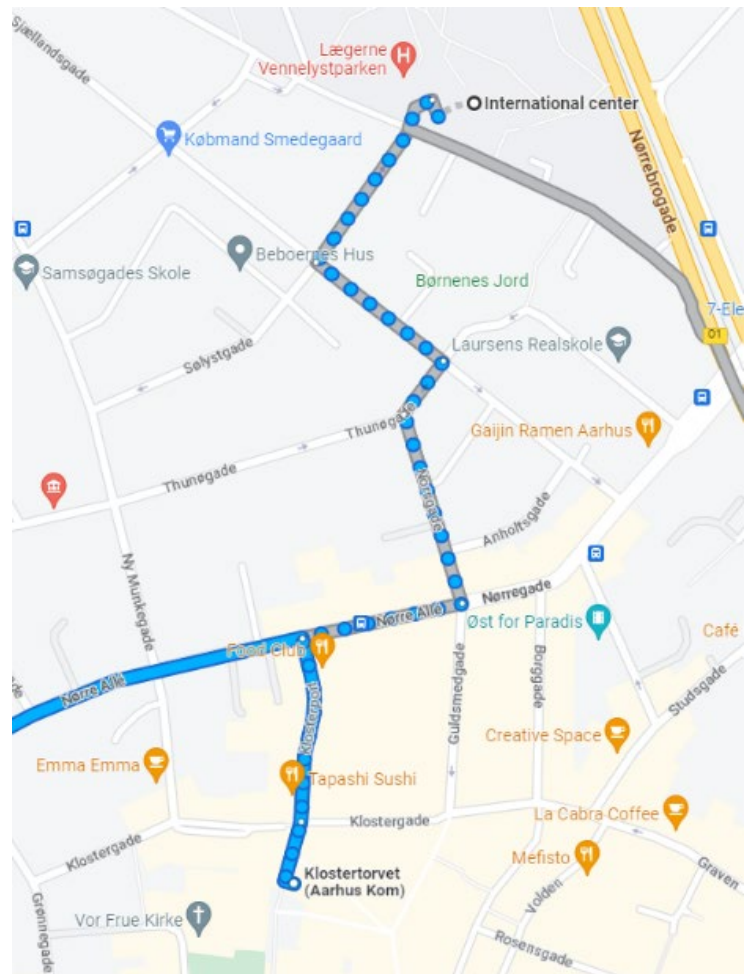 Sjællandsgade
Lægerne
Vennelystparken
International center
Købmand Smedegaard
Nørrebrogade
Beboernes Hus
Samsøgades Skole
Børnenes Jord
7-Ele
01
Laursens Realskole
Sølystgade
Thunøgade
Gaijin Ramen Aarhus
Thunøgade
Norsgade
Anholtsgade
Ny Munkegade
Nørregade
Nørre Allé
Øst for Paradis
Café
Food Club
Nørre Allé
Klosterport
Guldsmedgade
Borggade
Studsgade
Creative Space
Emma Emma
Tapashi Sushi
La Cabra Coffee
Klostergade
Klostergade
Mefisto
Graven
Klostertorvet
(Aarhus Kom)
Volden
Grønnegade
Vor Frue Kirke
Rosensgade